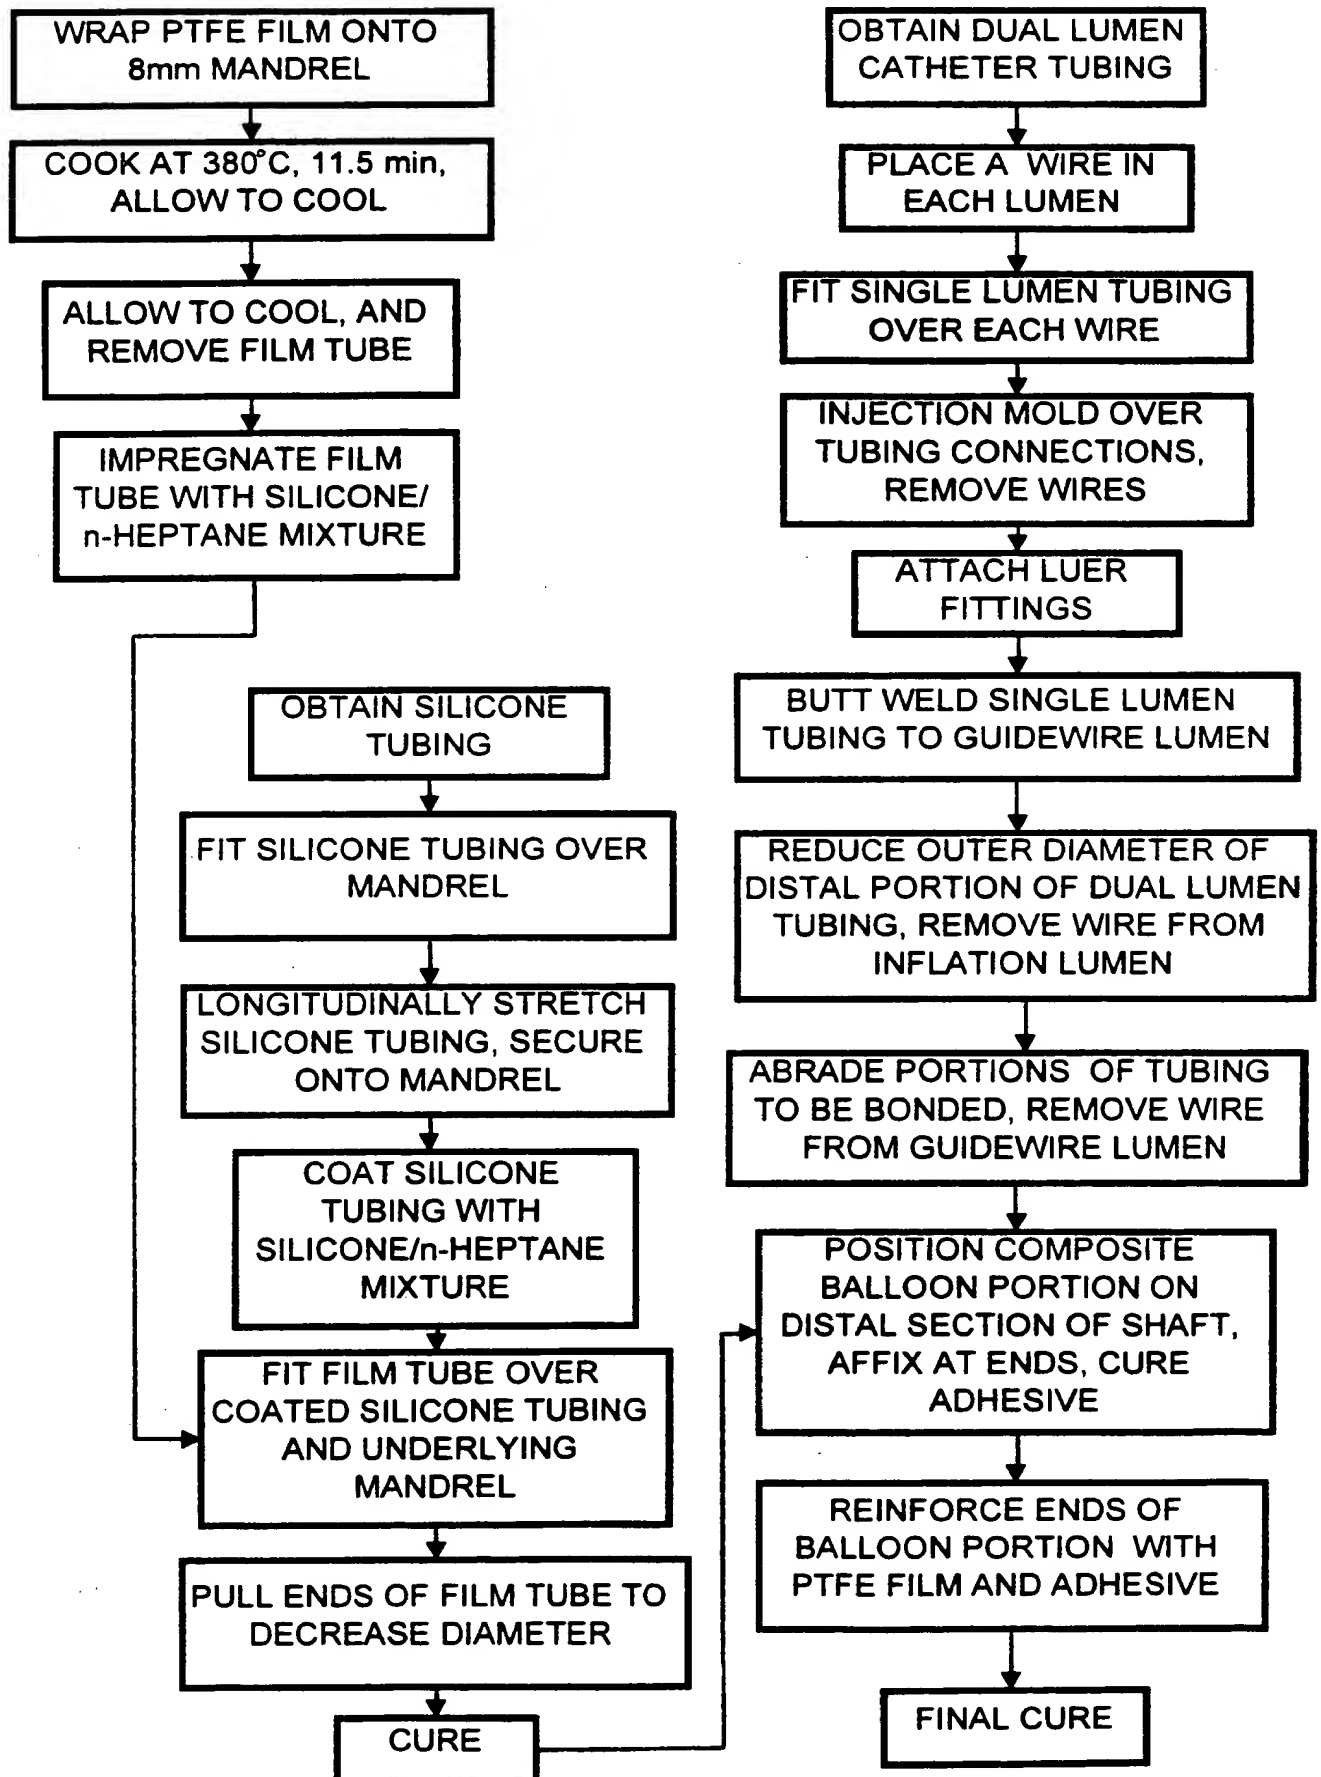 WRAP PTFE FILM ONTO
8mm MANDREL
COOK AT 380°C, 11.5 min,
ALLOW TO COOL
ALLOW TO COOL, AND
REMOVE FILM TUBE
IMPREGNATE FILM
TUBE WITH SILICONE/
n-HEPTANE MIXTURE
OBTAIN SILICONE
TUBING
FIT SILICONE TUBING OVER
MANDREL
LONGITUDINALLY STRETCH
SILICONE TUBING, SECURE
ONTO MANDREL
COAT SILICONE
TUBING WITH
SILICONE/n-HEPTANE
MIXTURE
FIT FILM TUBE OVER
COATED SILICONE TUBING
AND UNDERLYING
MANDREL
PULL ENDS OF FILM TUBE TO
DECREASE DIAMETER
CURE
OBTAIN DUAL LUMEN
CATHETER TUBING
PLACE A WIRE IN
EACH LUMEN
FIT SINGLE LUMEN TUBING
OVER EACH WIRE
INJECTION MOLD OVER
TUBING CONNECTIONS,
REMOVE WIRES
ATTACH LUER
FITTINGS
BUTT WELD SINGLE LUMEN
TUBING TO GUIDEWIRE LUMEN
REDUCE OUTER DIAMETER OF
DISTAL PORTION OF DUAL LUMEN
TUBING, REMOVE WIRE FROM
INFLATION LUMEN
ABRADE PORTIONS OF TUBING
TO BE BONDED, REMOVE WIRE
FROM GUIDEWIRE LUMEN
POSITION COMPOSITE
BALLOON PORTION ON
DISTAL SECTION OF SHAFT,
AFFIX AT ENDS, CURE
ADHESIVE
REINFORCE ENDS OF
BALLOON PORTION WITH
PTFE FILM AND ADHESIVE
FINAL CURE